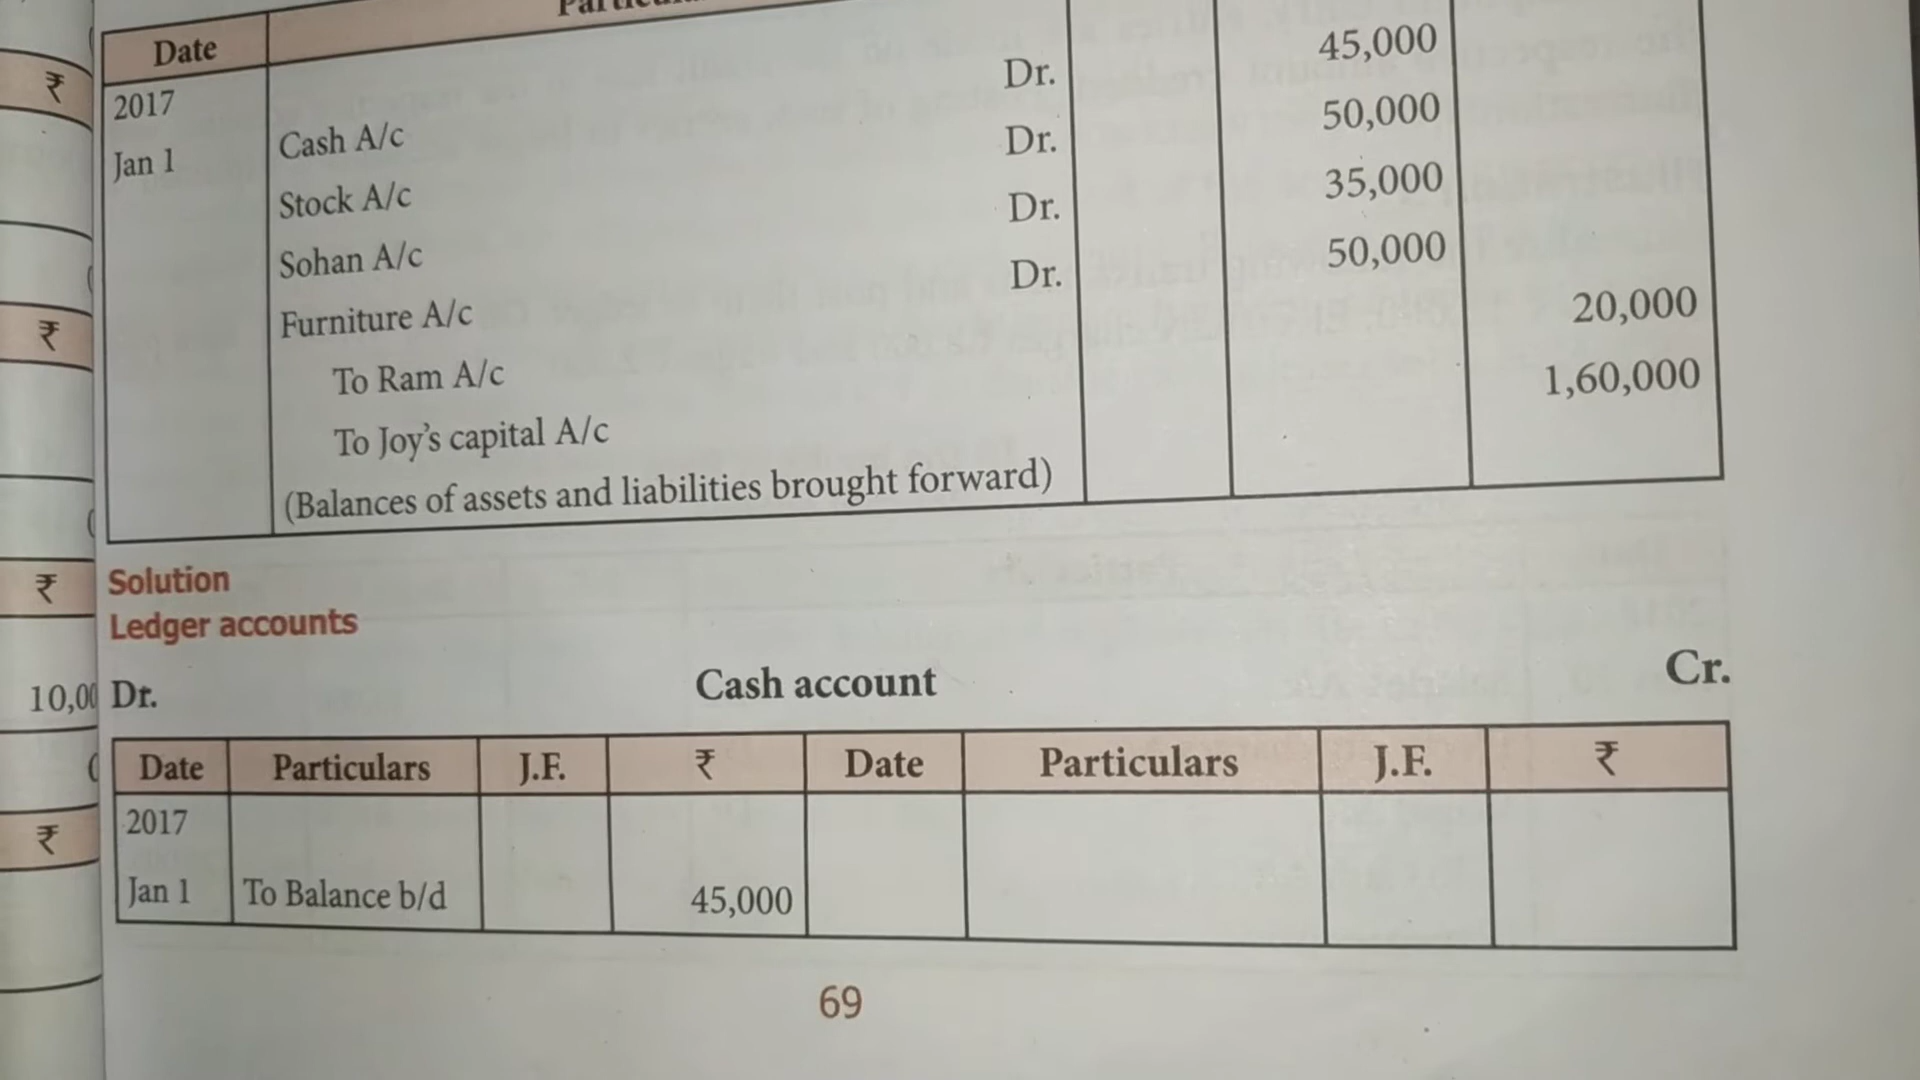 Date
2017
Jan 1
Cash A/c Dr. 45,000
Stock A/c Dr. 50,000
Sohan A/c Dr. 35,000
Furniture A/c Dr. 50,000
To Ram A/c 20,000
To Joy's capital A/c 1,60,000
(Balances of assets and liabilities brought forward)
Solution
Ledger accounts
Dr. Cash account Cr.
Date Particulars J.F. ₹ Date Particulars J.F. ₹
2017
Jan 1 To Balance b/d 45,000
69
₹
₹
₹
₹